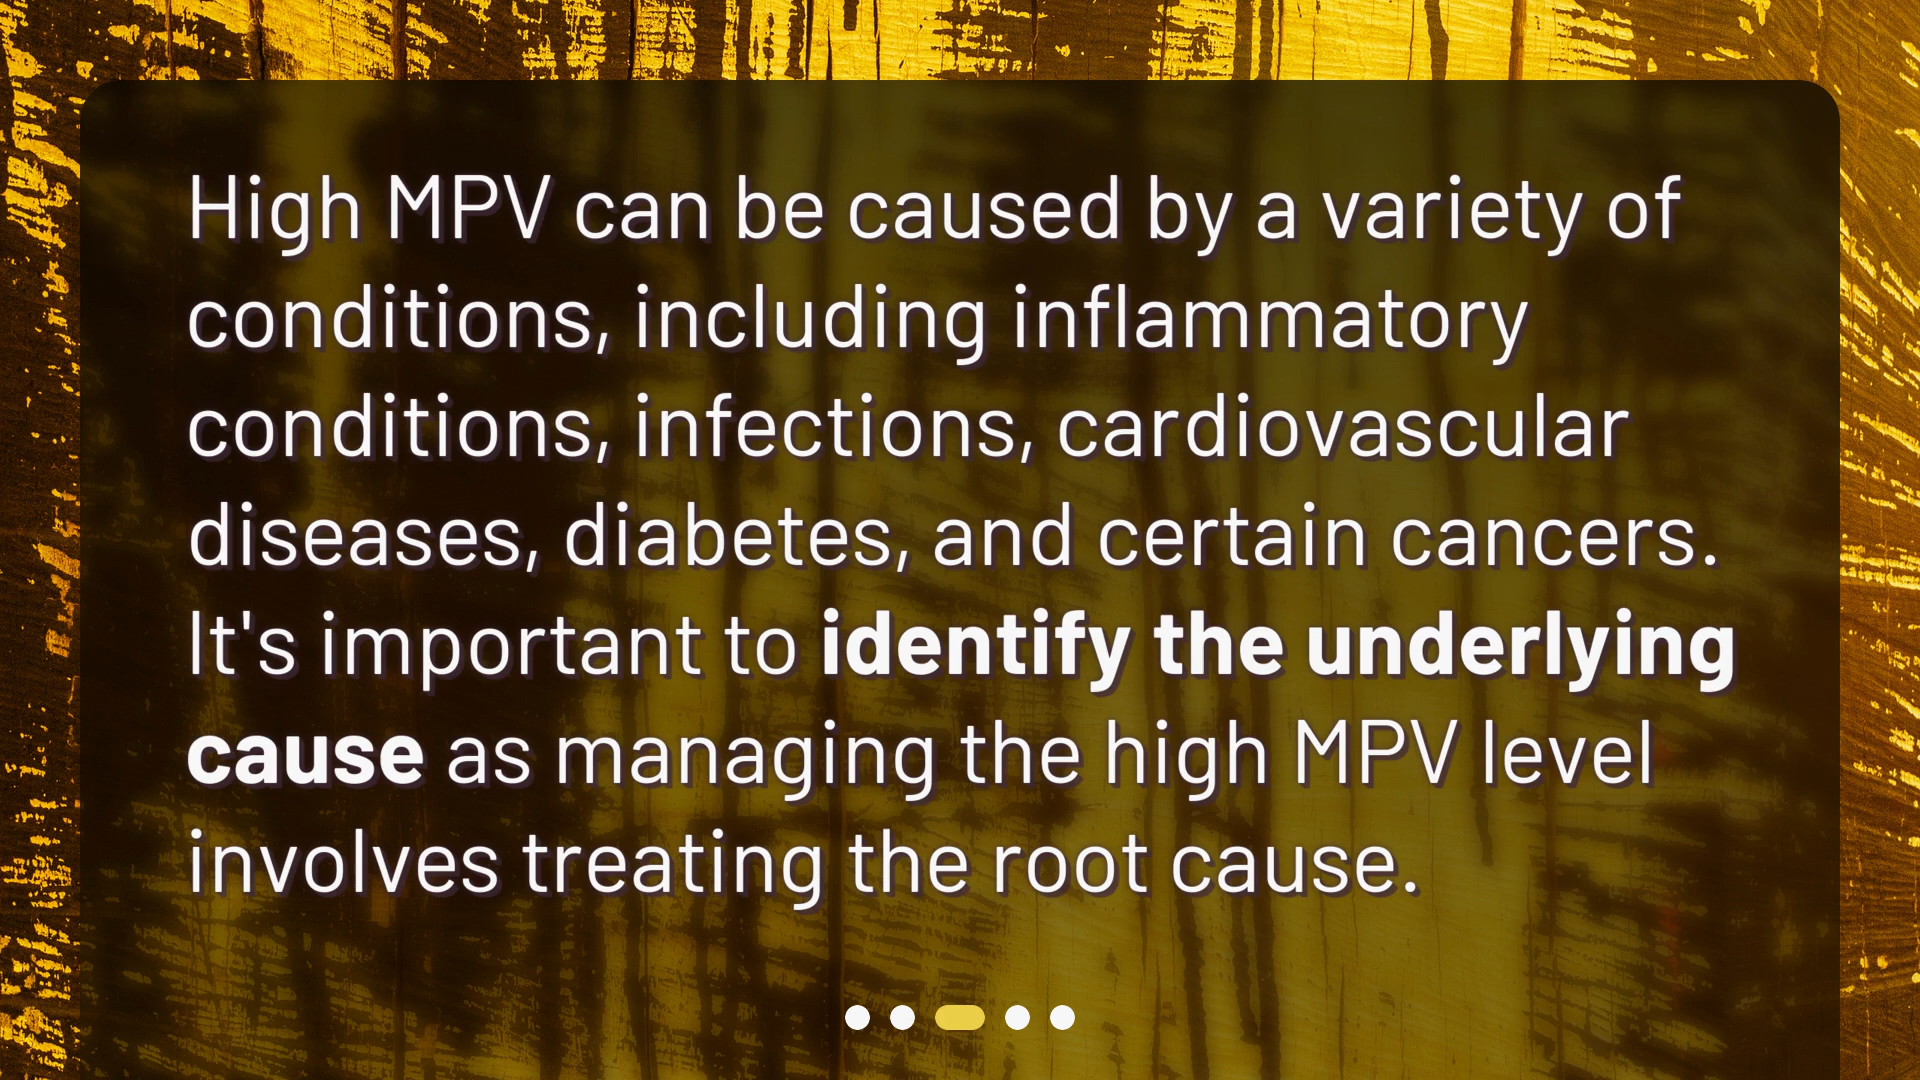 High MPV can be caused by a variety of
conditions, including inflammatory
conditions, infections, cardiovascular
diseases, diabetes, and certain cancers.
It's important to identify the underlying
cause as managing the high MPV level
involves treating the root cause.